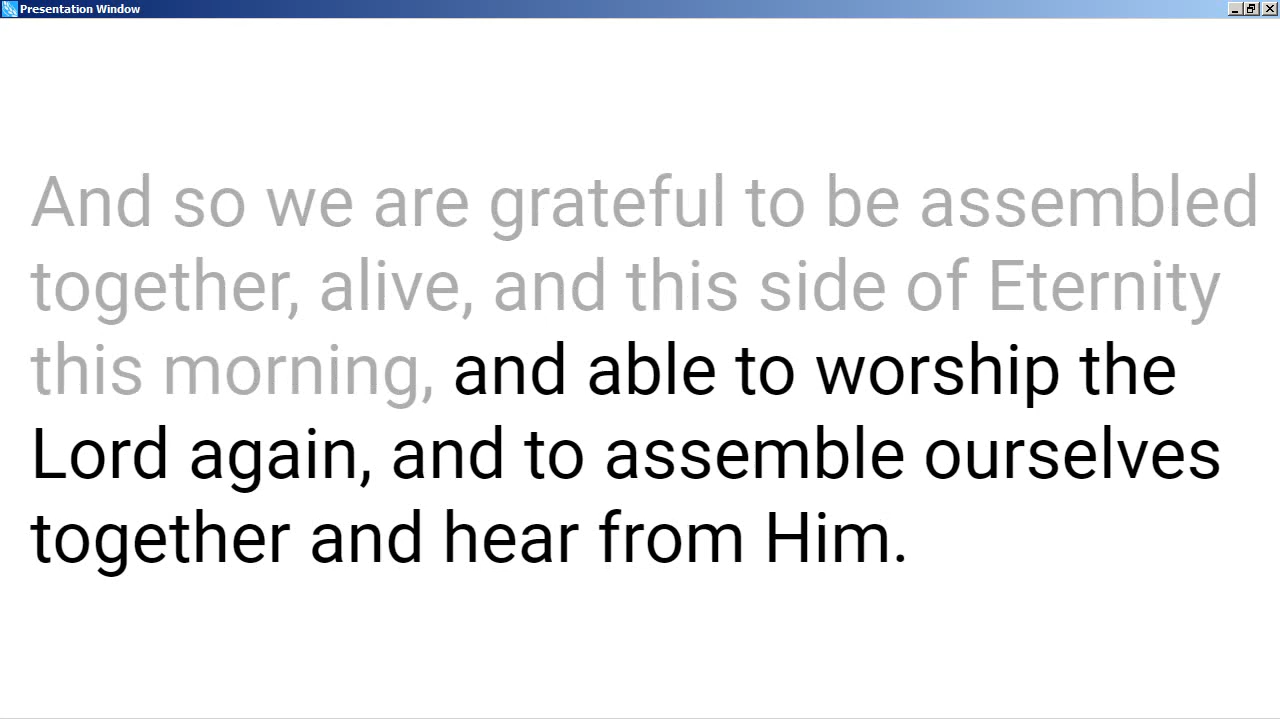 Presentation Window
And so we are grateful to be assembled
together, alive, and this side of Eternity
this morning, and able to worship the
Lord again, and to assemble ourselves
together and hear from Him.